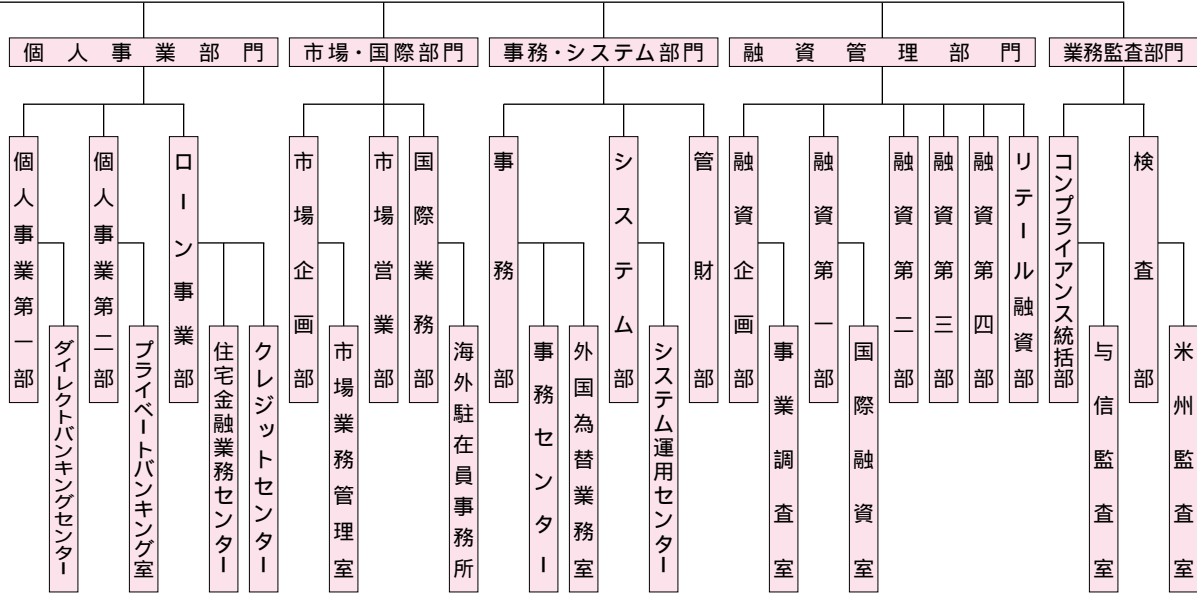 個人事業部門
市場・国際部門
事務・システム部門
融資管理部門
業務監査部門
個人事業第一部
個人事業第二部
ローン事業部
市場企画部
市場営業部
国際業務部
事務部
システム部
管財部
融資企画部
融資第一部
融資第二部
融資第三部
融資第四部
リテール融資部
コンプライアンス統括部
検査部
ダイレクトバンキングセンター
プライベートバンキング室
住宅金融業務センター
クレジットセンター
市場業務管理室
海外駐在員事務所
事務センター
外国為替業務室
システム運用センター
事業調査室
国際融資室
与信監査室
米州監査室